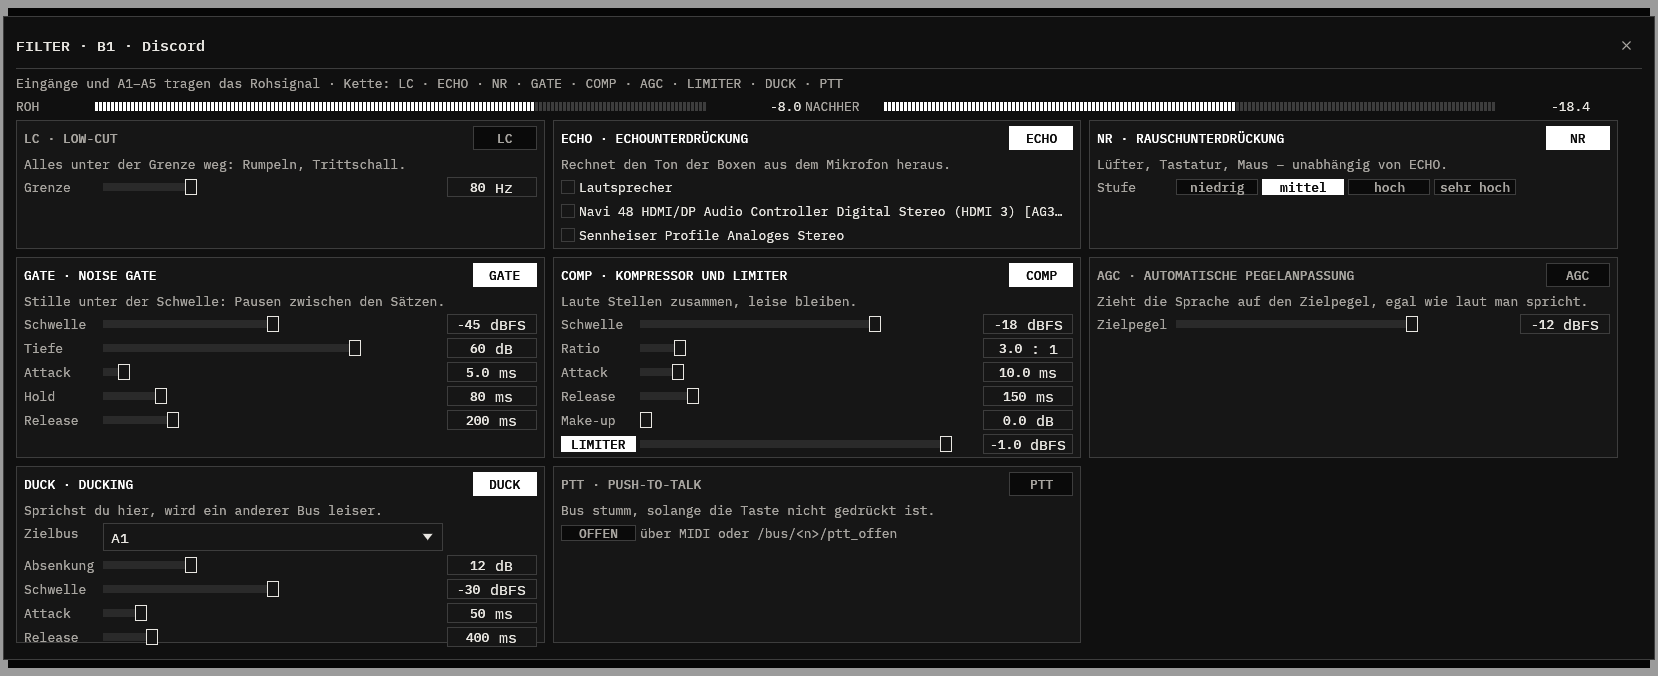 FILTER · B1 · Discord
×
Eingänge und A1–A5 tragen das Rohsignal · Kette: LC · ECHO · NR · GATE · COMP · AGC · LIMITER · DUCK · PTT
ROH -8.0 NACHHER -18.4
LC · LOW-CUT LC
Alles unter der Grenze weg: Rumpeln, Trittschall.
Grenze 80 Hz
ECHO · ECHOUNTERDRÜCKUNG ECHO
Rechnet den Ton der Boxen aus dem Mikrofon heraus.
Lautsprecher
Navi 48 HDMI/DP Audio Controller Digital Stereo (HDMI 3) [AG3…
Sennheiser Profile Analoges Stereo
NR · RAUSCHUNTERDRÜCKUNG NR
Lüfter, Tastatur, Maus — unabhängig von ECHO.
Stufe niedrig mittel hoch sehr hoch
GATE · NOISE GATE GATE
Stille unter der Schwelle: Pausen zwischen den Sätzen.
Schwelle -45 dBFS
Tiefe 60 dB
Attack 5.0 ms
Hold 80 ms
Release 200 ms
COMP · KOMPRESSOR UND LIMITER COMP
Laute Stellen zusammen, leise bleiben.
Schwelle -18 dBFS
Ratio 3.0 : 1
Attack 10.0 ms
Release 150 ms
Make-up 0.0 dB
LIMITER -1.0 dBFS
AGC · AUTOMATISCHE PEGELANPASSUNG AGC
Zieht die Sprache auf den Zielpegel, egal wie laut man spricht.
Zielpegel -12 dBFS
DUCK · DUCKING DUCK
Sprichst du hier, wird ein anderer Bus leiser.
Zielbus A1
Absenkung 12 dB
Schwelle -30 dBFS
Attack 50 ms
Release 400 ms
PTT · PUSH-TO-TALK PTT
Bus stumm, solange die Taste nicht gedrückt ist.
OFFEN über MIDI oder /bus/<n>/ptt_offen